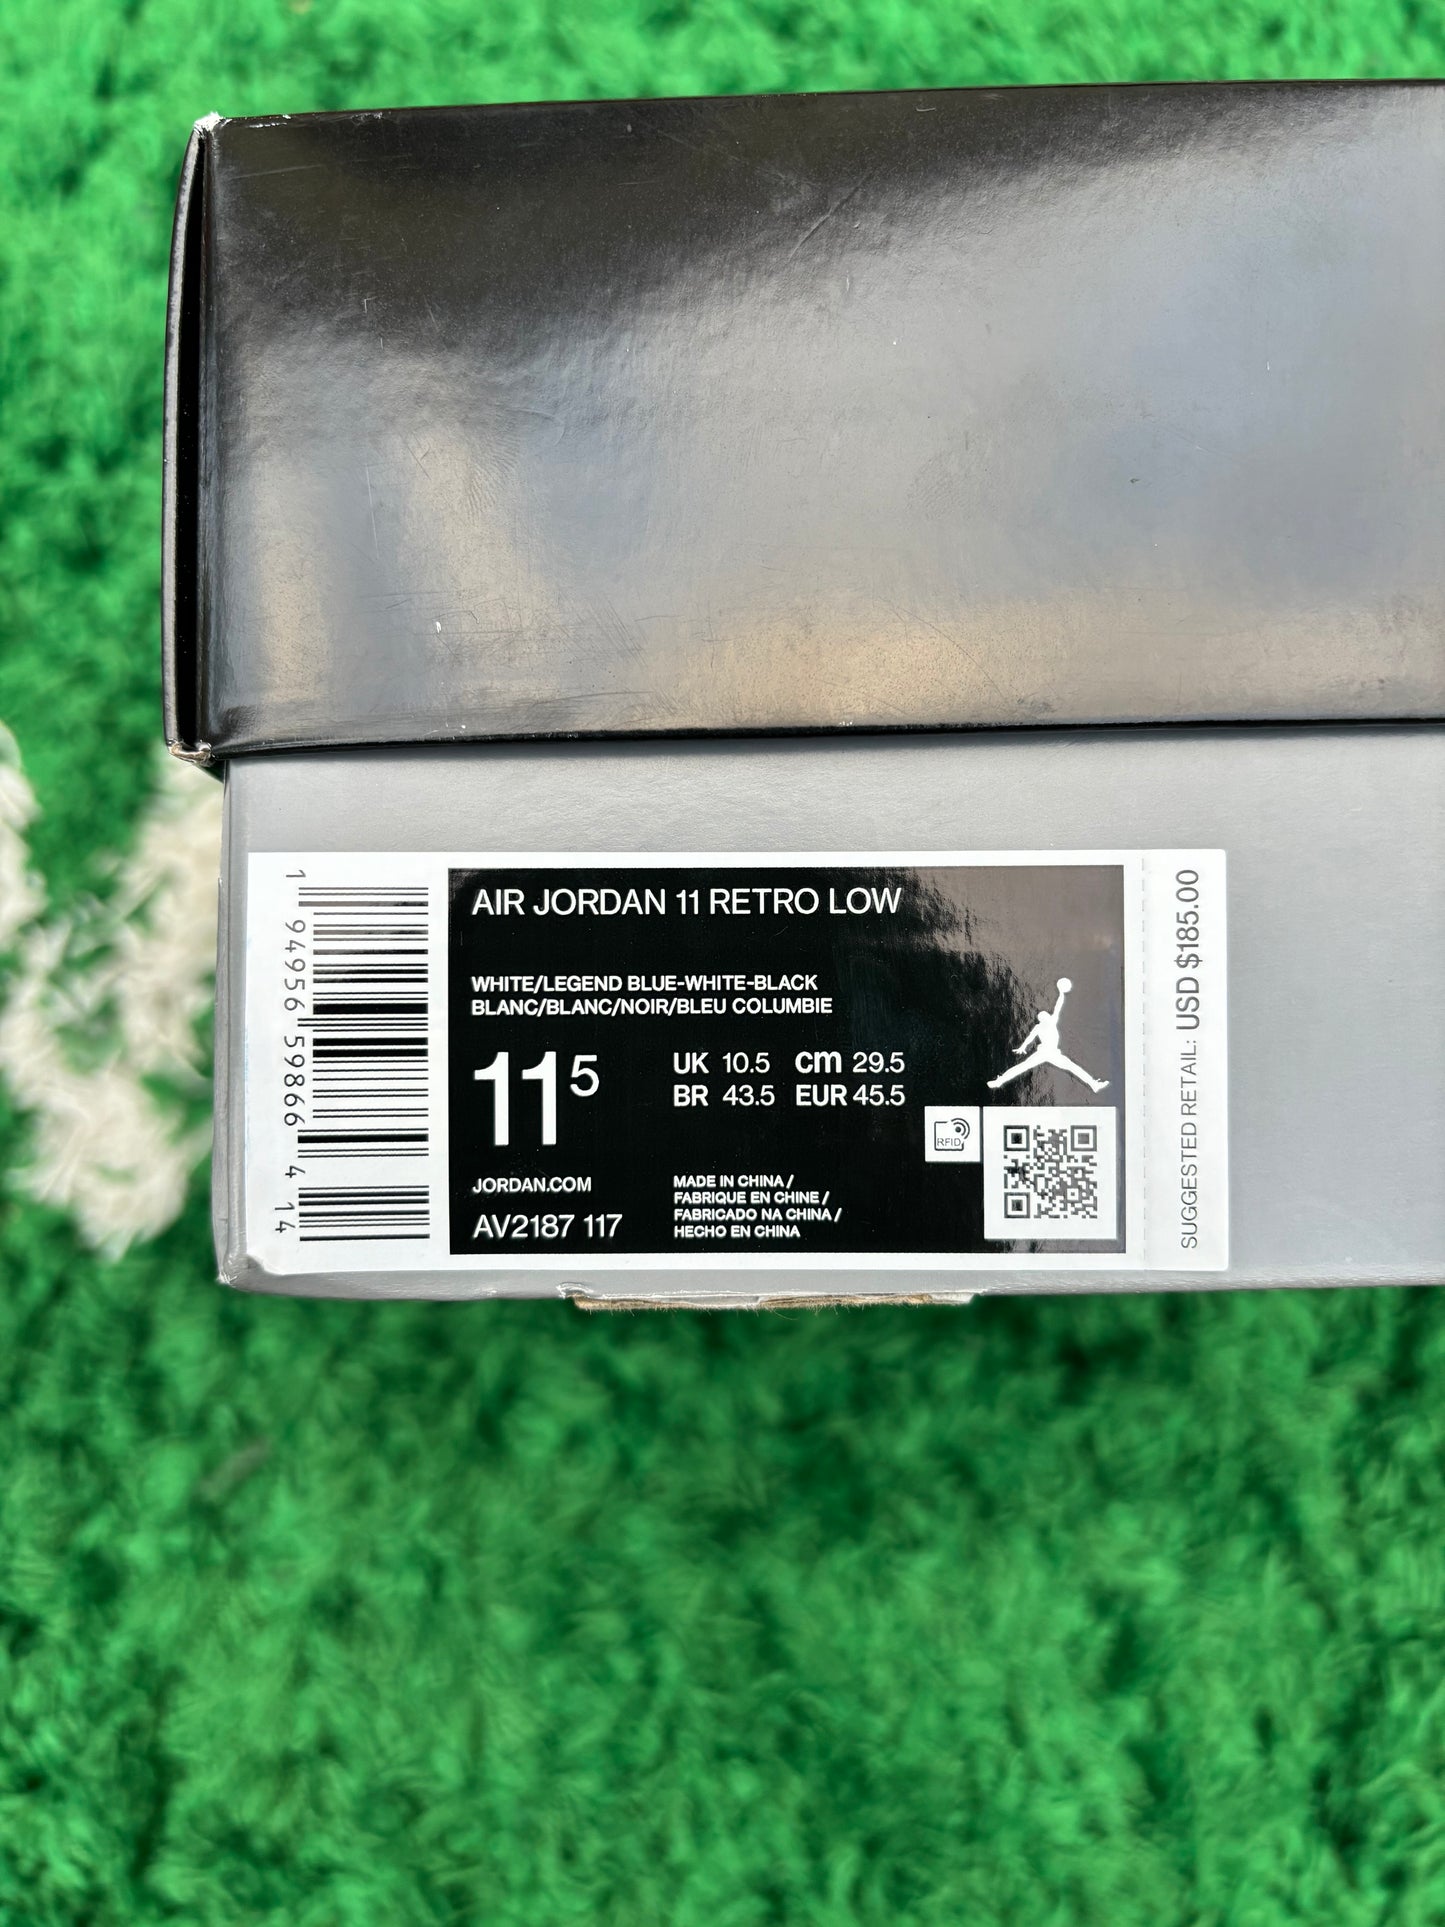 AIR JORDAN 11 RETRO LOW
WHITE/LEGEND BLUE-WHITE-BLACK
BLANC/BLANC/NOIR/BLEU COLUMBIE
11⁵
UK 10.5 cm 29.5
BR 43.5 EUR 45.5
JORDAN.COM
AV2187 117
MADE IN CHINA /
FABRIQUE EN CHINE /
FABRICADO NA CHINA /
HECHO EN CHINA
RFID
1 94956 59866 4 14
SUGGESTED RETAIL: USD $185.00